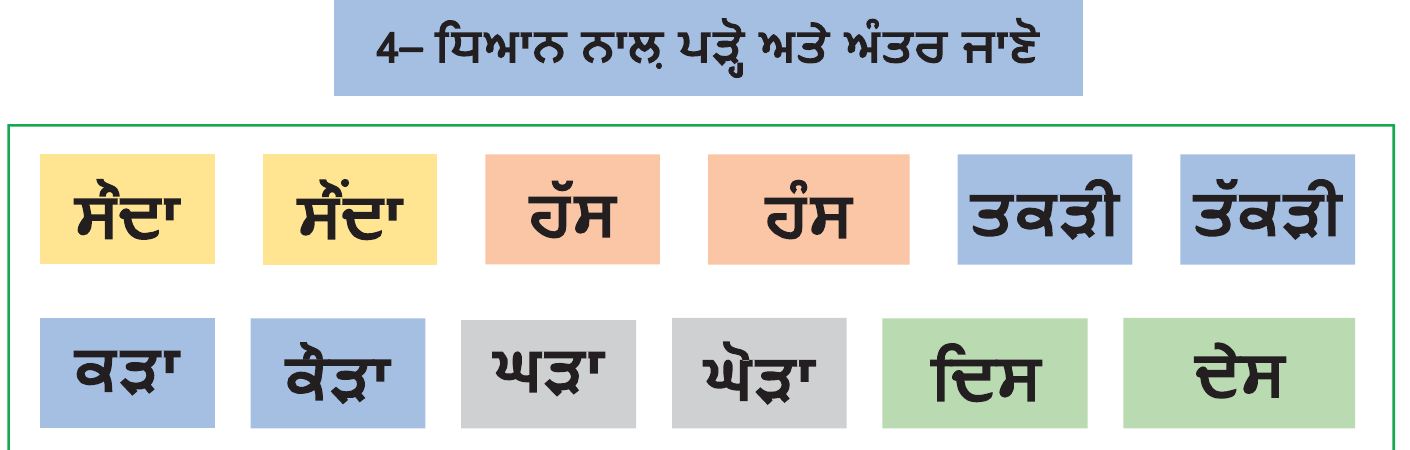 4– ਧਿਆਨ ਨਾਲ਼ ਪੜ੍ਹੋ ਅਤੇ ਅੰਤਰ ਜਾਣੋ
ਸੌਦਾ ਸੌਂਦਾ ਹੱਸ ਹੰਸ ਤਕੜੀ ਤੱਕੜੀ
ਕੜਾ ਕੌੜਾ ਘੜਾ ਘੋੜਾ ਦਿਸ ਦੇਸ